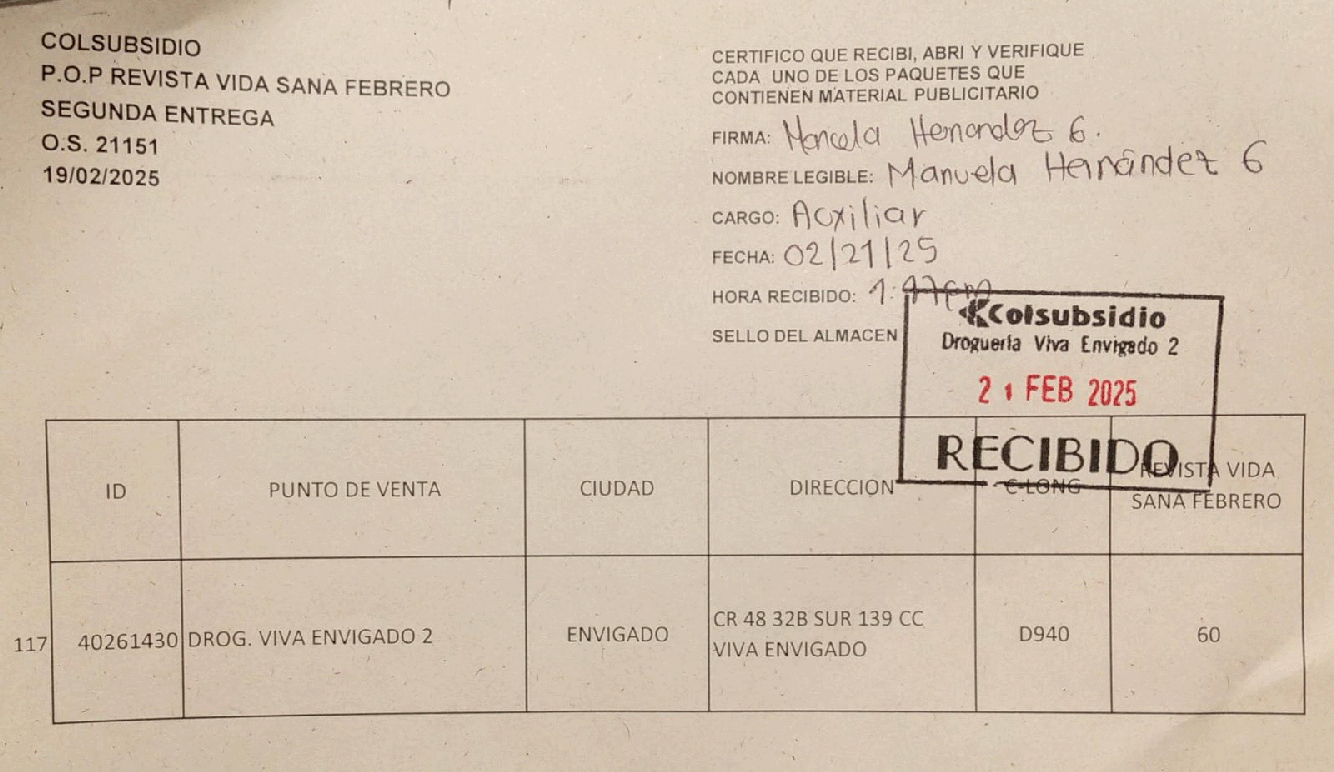 COLSUBSIDIO
P.O.P REVISTA VIDA SANA FEBRERO
SEGUNDA ENTREGA
O.S. 21151
19/02/2025
CERTIFICO QUE RECIBI, ABRI Y VERIFIQUE
CADA UNO DE LOS PAQUETES QUE
CONTIENEN MATERIAL PUBLICITARIO
FIRMA: Hernandez G.
NOMBRE LEGIBLE: Manuela Hernández G
CARGO: Auxiliar
FECHA: 02/21/25
HORA RECIBIDO:
SELLO DEL ALMACEN
Colsubsidio
Droguería Viva Envigado 2
21 FEB 2025
RECIBIDO
ID PUNTO DE VENTA CIUDAD DIRECCION C-LONG REVISTA VIDA
SANA FEBRERO
117 40261430 DROG. VIVA ENVIGADO 2 ENVIGADO CR 48 32B SUR 139 CC
VIVA ENVIGADO D940 60